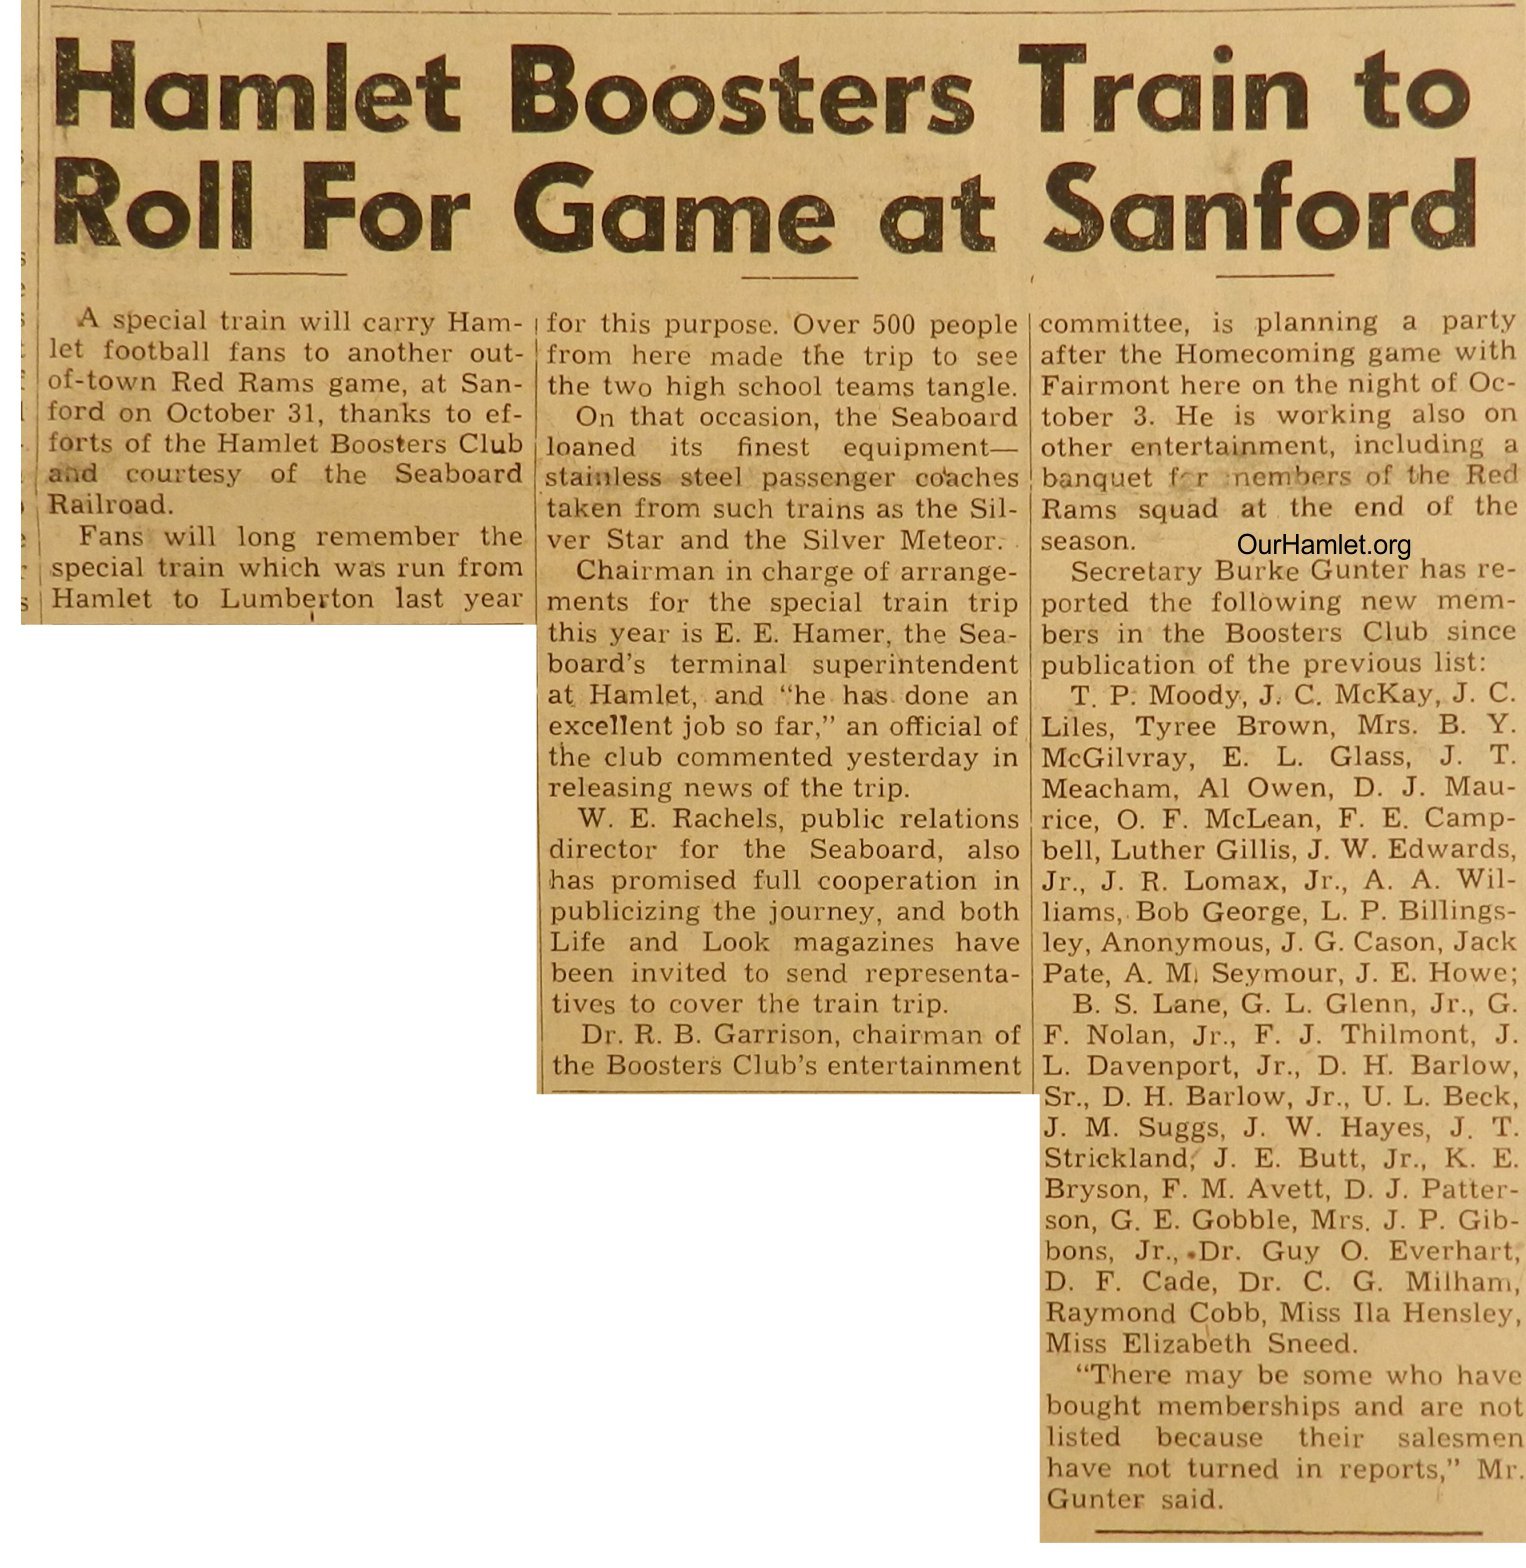 Hamlet Boosters Train to
Roll For Game at Sanford
A special train will carry Ham-
let football fans to another out-
of-town Red Rams game, at San-
ford on October 31, thanks to ef-
forts of the Hamlet Boosters Club
and courtesy of the Seaboard
Railroad.
Fans will long remember the
special train which was run from
Hamlet to Lumberton last year
for this purpose. Over 500 people
from here made the trip to see
the two high school teams tangle.
On that occasion, the Seaboard
loaned its finest equipment—
stainless steel passenger coaches
taken from such trains as the Sil-
ver Star and the Silver Meteor.
Chairman in charge of arrange-
ments for the special train trip
this year is E. E. Hamer, the Sea-
board's terminal superintendent
at Hamlet, and "he has done an
excellent job so far," an official of
the club commented yesterday in
releasing news of the trip.
W. E. Rachels, public relations
director for the Seaboard, also
has promised full cooperation in
publicizing the journey, and both
Life and Look magazines have
been invited to send representa-
tives to cover the train trip.
Dr. R. B. Garrison, chairman of
the Boosters Club's entertainment
committee, is planning a party
after the Homecoming game with
Fairmont here on the night of Oc-
tober 3. He is working also on
other entertainment, including a
banquet for members of the Red
Rams squad at the end of the
season.
OurHamlet.org
Secretary Burke Gunter has re-
ported the following new mem-
bers in the Boosters Club since
publication of the previous list:
T. P. Moody, J. C. McKay, J. C.
Liles, Tyree Brown, Mrs. B. Y.
McGilvray, E. L. Glass, J. T.
Meacham, Al Owen, D. J. Mau-
rice, O. F. McLean, F. E. Camp-
bell, Luther Gillis, J. W. Edwards,
Jr., J. R. Lomax, Jr., A. A. Wil-
liams, Bob George, L. P. Billings-
ley, Anonymous, J. G. Cason, Jack
Pate, A. M. Seymour, J. E. Howe;
B. S. Lane, G. L. Glenn, Jr., G.
F. Nolan, Jr., F. J. Thilmont, J.
L. Davenport, Jr., D. H. Barlow,
Sr., D. H. Barlow, Jr., U. L. Beck,
J. M. Suggs, J. W. Hayes, J. T.
Strickland, J. E. Butt, Jr., K. E.
Bryson, F. M. Avett, D. J. Patter-
son, G. E. Gobble, Mrs. J. P. Gib-
bons, Jr., Dr. Guy O. Everhart,
D. F. Cade, Dr. C. G. Milham,
Raymond Cobb, Miss Ila Hensley,
Miss Elizabeth Sneed.
"There may be some who have
bought memberships and are not
listed because their salesmen
have not turned in reports," Mr.
Gunter said.